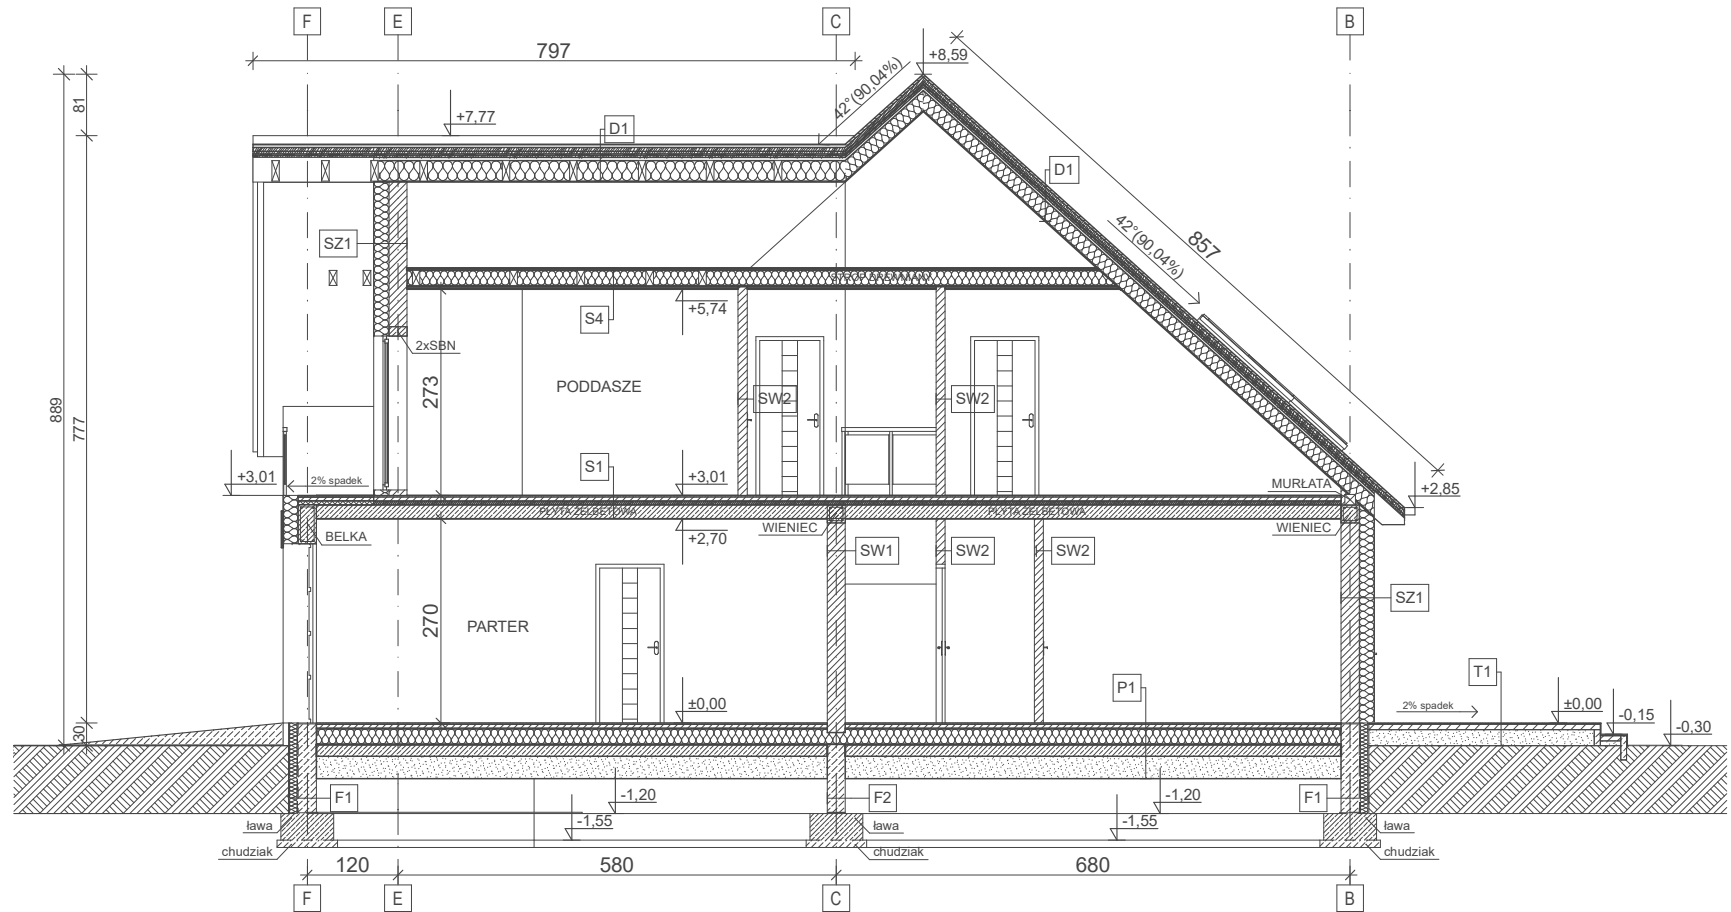 F E C B
797
+8,59
42°(90,04%)
81
+7,77
D1
D1
857
42°(90,04%)
SZ1
STROP DREWNIANY
S4
+5,74
2xSBN
889
777
273
PODDASZE
SW2
SW2
S1
+3,01
2% spadek
+3,01
MURŁATA
+2,85
PŁYTA ŻELBETOWA
PŁYTA ŻELBETOWA
BELKA
+2,70
WIENIEC
WIENIEC
SW1
SW2
SW2
SZ1
270
PARTER
P1
T1
±0,00
2% spadek
±0,00
-0,15
-0,30
30
F1
-1,20
F2
-1,20
F1
ława
-1,55
ława
-1,55
ława
chudziak
chudziak
chudziak
120
580
680
F E C B